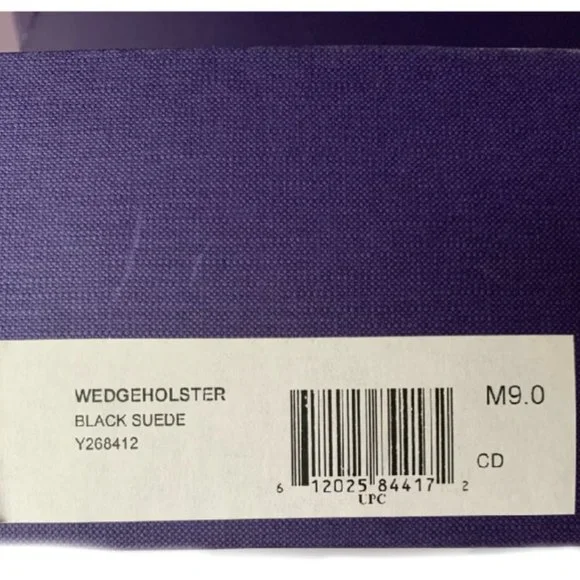 WEDGEHOLSTER
BLACK SUEDE
Y268412
M9.0
CD
6 12025 84417 2
UPC